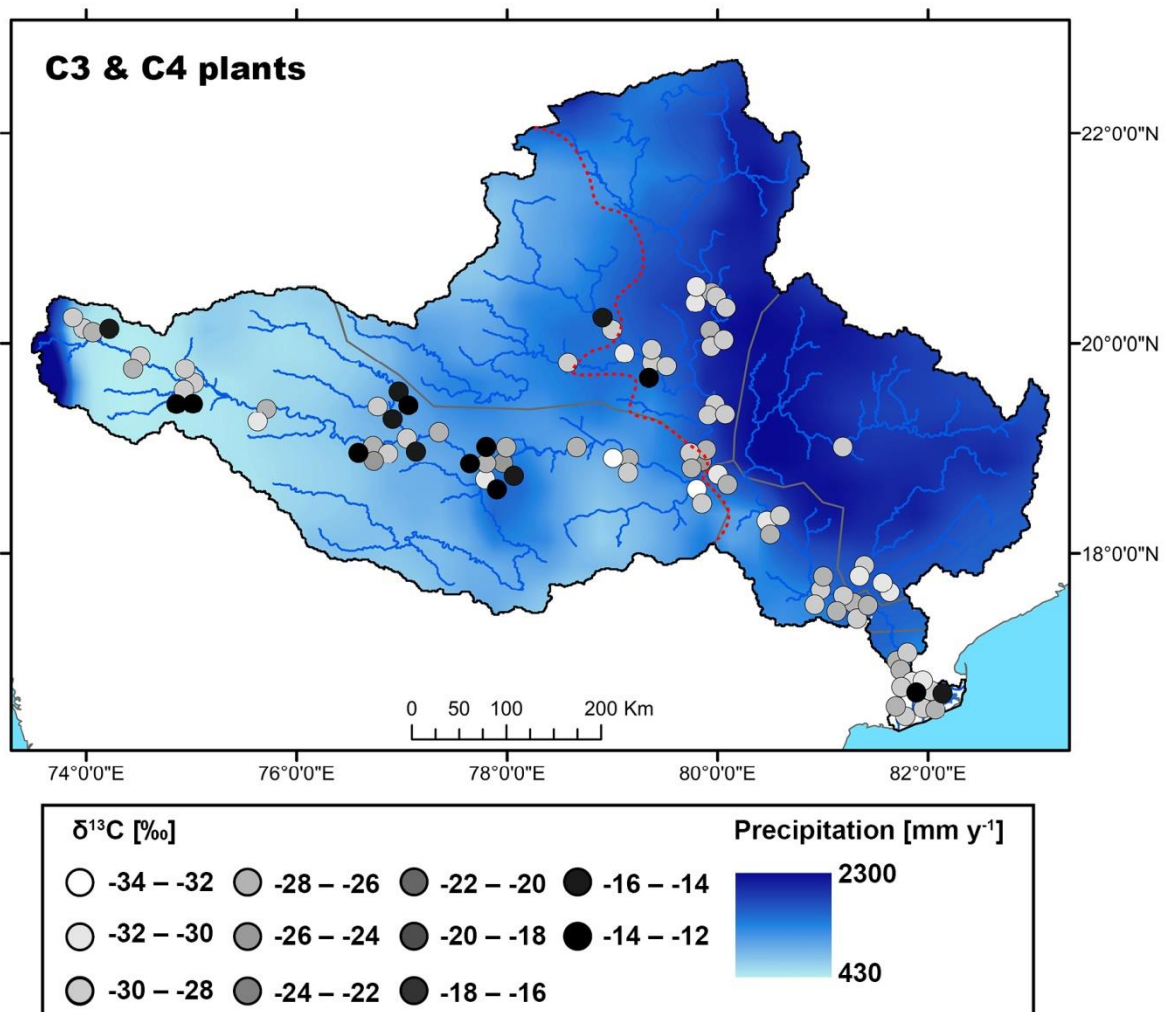 C3 & C4 plants
22°0'0"N
20°0'0"N
18°0'0"N
0 50 100 200 Km
74°0'0"E 76°0'0"E 78°0'0"E 80°0'0"E 82°0'0"E
δ¹³C [‰] Precipitation [mm y⁻¹]
-34 – -32 -28 – -26 -22 – -20 -16 – -14 2300
-32 – -30 -26 – -24 -20 – -18 -14 – -12
-30 – -28 -24 – -22 -18 – -16 430